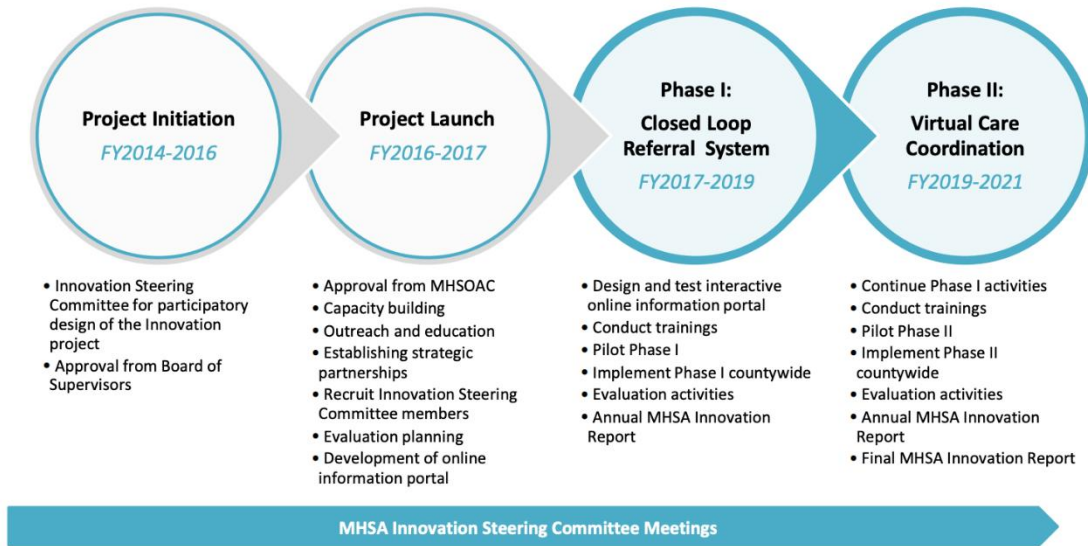 Project Initiation
FY2014-2016
• Innovation Steering
Committee for participatory
design of the Innovation
project
• Approval from Board of
Supervisors
Project Launch
FY2016-2017
• Approval from MHSOAC
• Capacity building
• Outreach and education
• Establishing strategic
partnerships
• Recruit Innovation Steering
Committee members
• Evaluation planning
• Development of online
information portal
Phase I:
Closed Loop
Referral System
FY2017-2019
• Design and test interactive
online information portal
• Conduct trainings
• Pilot Phase I
• Implement Phase I countywide
• Evaluation activities
• Annual MHSA Innovation
Report
Phase II:
Virtual Care
Coordination
FY2019-2021
• Continue Phase I activities
• Conduct trainings
• Pilot Phase II
• Implement Phase II
countywide
• Evaluation activities
• Annual MHSA Innovation
Report
• Final MHSA Innovation Report
MHSA Innovation Steering Committee Meetings